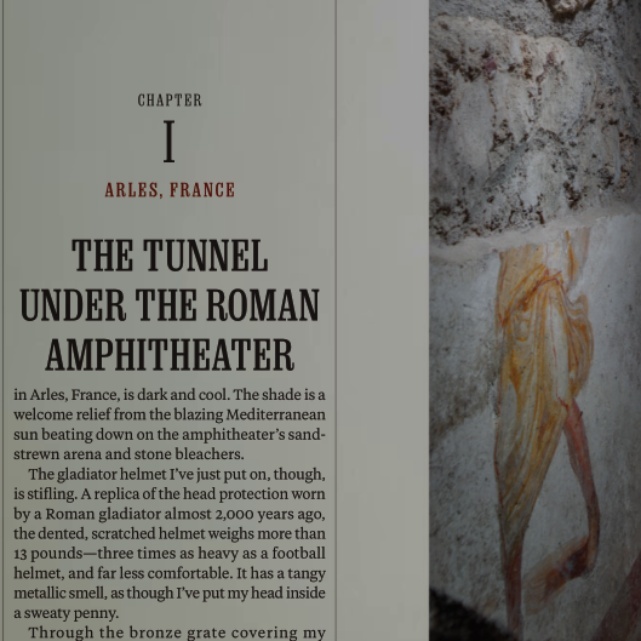 CHAPTER
I
ARLES, FRANCE
THE TUNNEL
UNDER THE ROMAN
AMPHITHEATER
in Arles, France, is dark and cool. The shade is a
welcome relief from the blazing Mediterranean
sun beating down on the amphitheater's sand-
strewn arena and stone bleachers.
The gladiator helmet I've just put on, though,
is stifling. A replica of the head protection worn
by a Roman gladiator almost 2,000 years ago,
the dented, scratched helmet weighs more than
13 pounds—three times as heavy as a football
helmet, and far less comfortable. It has a tangy
metallic smell, as though I've put my head inside
a sweaty penny.
Through the bronze grate covering my